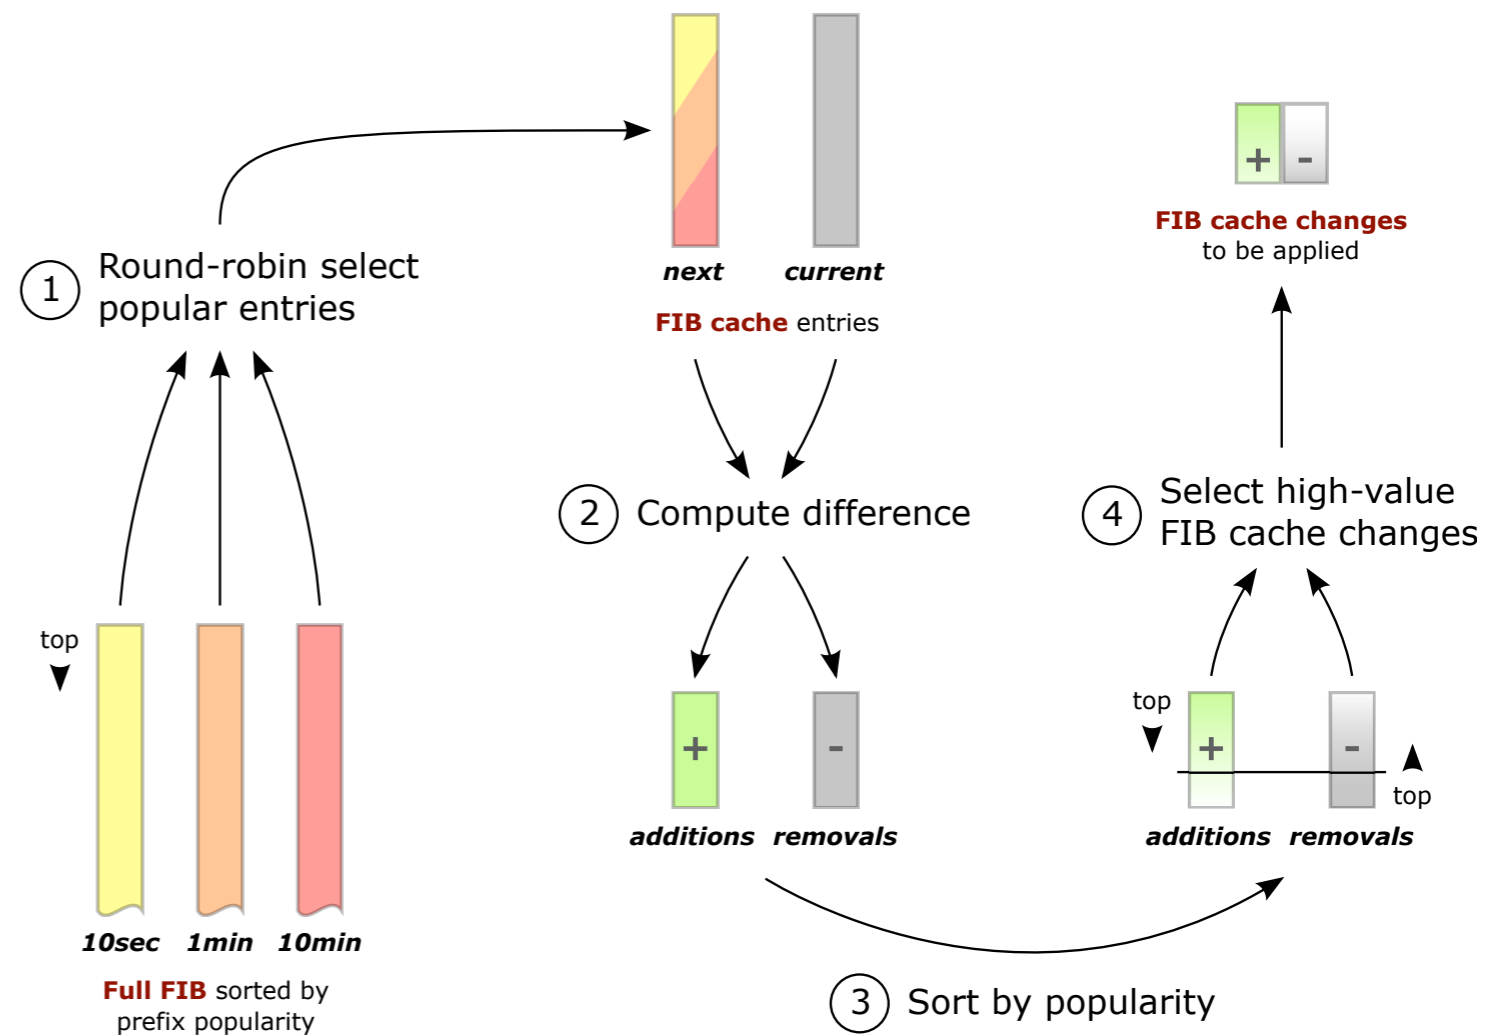 1
Round-robin select
popular entries
top
10sec 1min 10min
Full FIB sorted by
prefix popularity
next current
FIB cache entries
2
Compute difference
+ -
additions removals
3
Sort by popularity
top
+ -
top
additions removals
4
Select high-value
FIB cache changes
+ -
FIB cache changes
to be applied